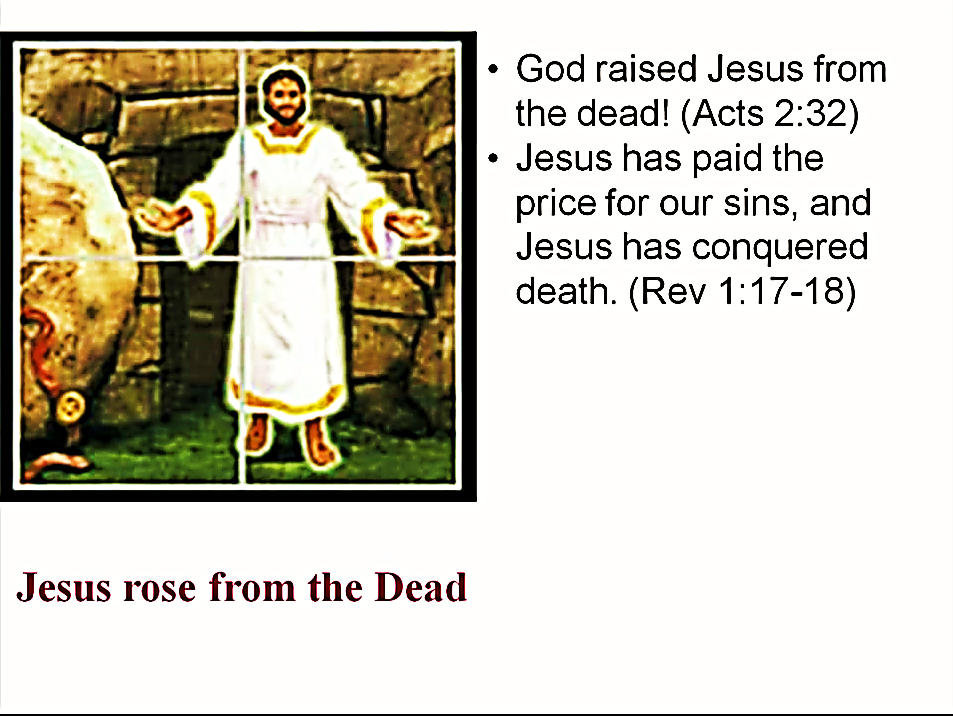 • God raised Jesus from
the dead! (Acts 2:32)
• Jesus has paid the
price for our sins, and
Jesus has conquered
death. (Rev 1:17-18)
Jesus rose from the Dead